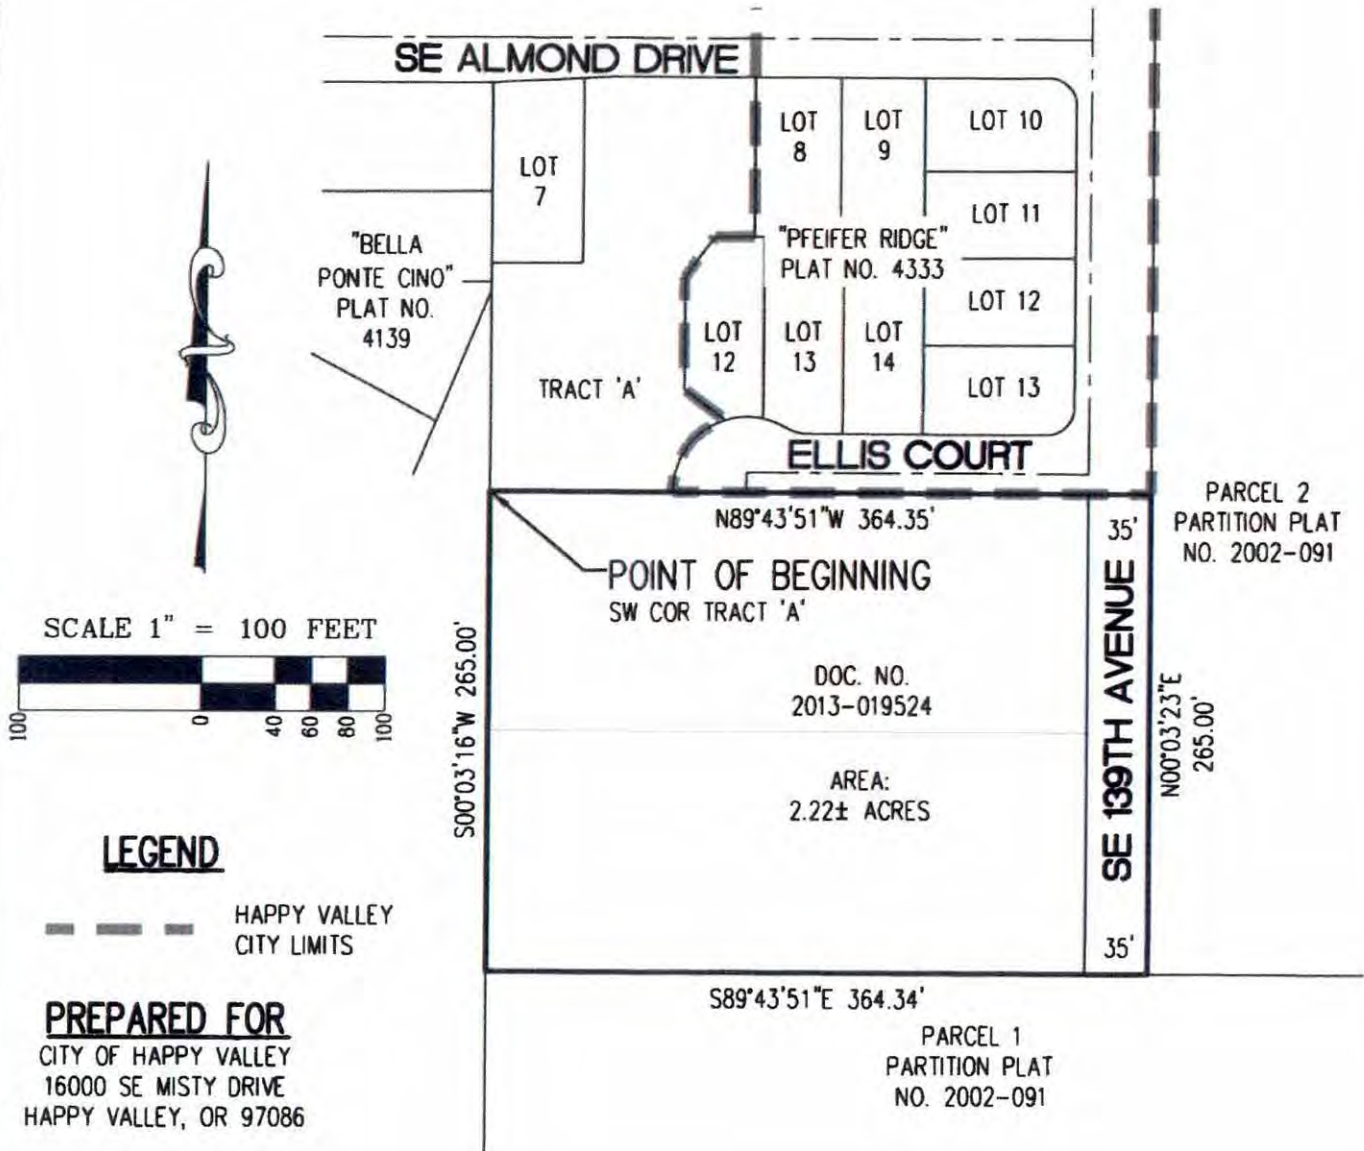 SE ALMOND DRIVE
LOT
7
LOT
8
LOT
9
LOT 10
LOT 11
"BELLA
PONTE CINO"
PLAT NO.
4139
"PFEIFER RIDGE"
PLAT NO. 4333
LOT 12
LOT
12
LOT
13
LOT
14
LOT 13
TRACT 'A'
ELLIS COURT
N89°43'51"W 364.35'
35'
PARCEL 2
PARTITION PLAT
NO. 2002-091
POINT OF BEGINNING
SW COR TRACT 'A'
SCALE 1" = 100 FEET
100
0
40
60
80
100
S00°03'16"W 265.00'
DOC. NO.
2013-019524
AREA:
2.22± ACRES
SE 139TH AVENUE
N00°03'23"E
265.00'
35'
LEGEND
HAPPY VALLEY
CITY LIMITS
S89°43'51"E 364.34'
PARCEL 1
PARTITION PLAT
NO. 2002-091
PREPARED FOR
CITY OF HAPPY VALLEY
16000 SE MISTY DRIVE
HAPPY VALLEY, OR 97086